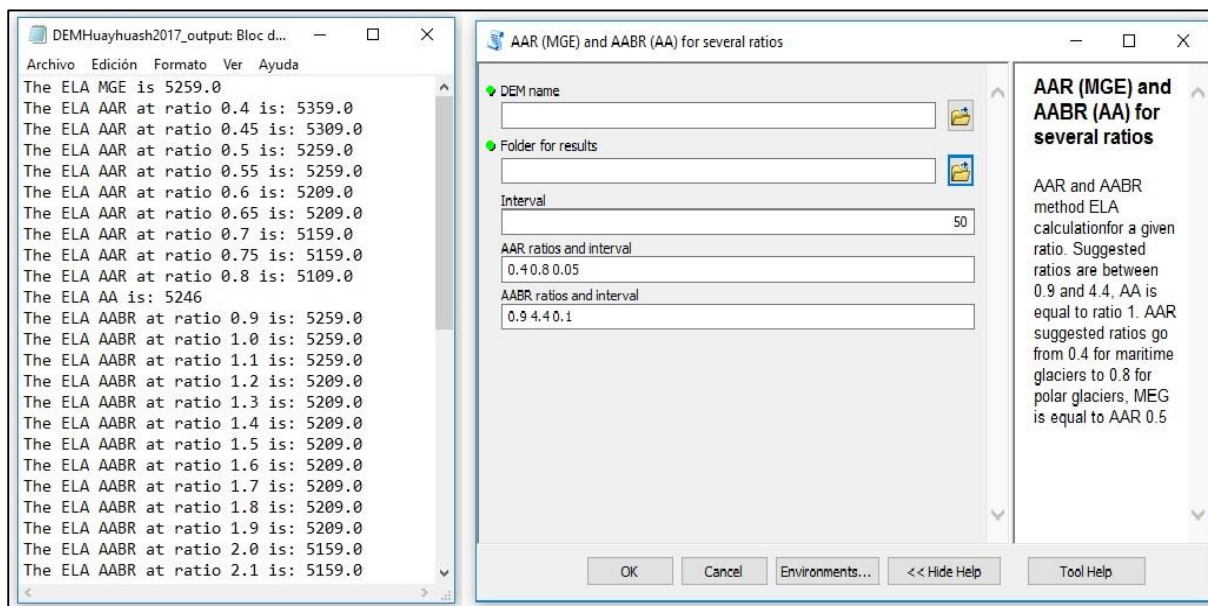 DEMHuayhuash2017_output: Bloc d...
Archivo Edición Formato Ver Ayuda
The ELA MGE is 5259.0
The ELA AAR at ratio 0.4 is: 5359.0
The ELA AAR at ratio 0.45 is: 5309.0
The ELA AAR at ratio 0.5 is: 5259.0
The ELA AAR at ratio 0.55 is: 5259.0
The ELA AAR at ratio 0.6 is: 5209.0
The ELA AAR at ratio 0.65 is: 5209.0
The ELA AAR at ratio 0.7 is: 5159.0
The ELA AAR at ratio 0.75 is: 5159.0
The ELA AAR at ratio 0.8 is: 5109.0
The ELA AA is: 5246
The ELA AABR at ratio 0.9 is: 5259.0
The ELA AABR at ratio 1.0 is: 5259.0
The ELA AABR at ratio 1.1 is: 5259.0
The ELA AABR at ratio 1.2 is: 5209.0
The ELA AABR at ratio 1.3 is: 5209.0
The ELA AABR at ratio 1.4 is: 5209.0
The ELA AABR at ratio 1.5 is: 5209.0
The ELA AABR at ratio 1.6 is: 5209.0
The ELA AABR at ratio 1.7 is: 5209.0
The ELA AABR at ratio 1.8 is: 5209.0
The ELA AABR at ratio 1.9 is: 5209.0
The ELA AABR at ratio 2.0 is: 5159.0
The ELA AABR at ratio 2.1 is: 5159.0
AAR (MGE) and AABR (AA) for several ratios
DEM name
Folder for results
Interval
50
AAR ratios and interval
0.4 0.8 0.05
AABR ratios and interval
0.9 4.4 0.1
OK Cancel Environments... << Hide Help Tool Help
AAR (MGE) and
AABR (AA) for
several ratios
AAR and AABR
method ELA
calculationfor a given
ratio. Suggested
ratios are between
0.9 and 4.4, AA is
equal to ratio 1. AAR
suggested ratios go
from 0.4 for maritime
glaciers to 0.8 for
polar glaciers, MEG
is equal to AAR 0.5